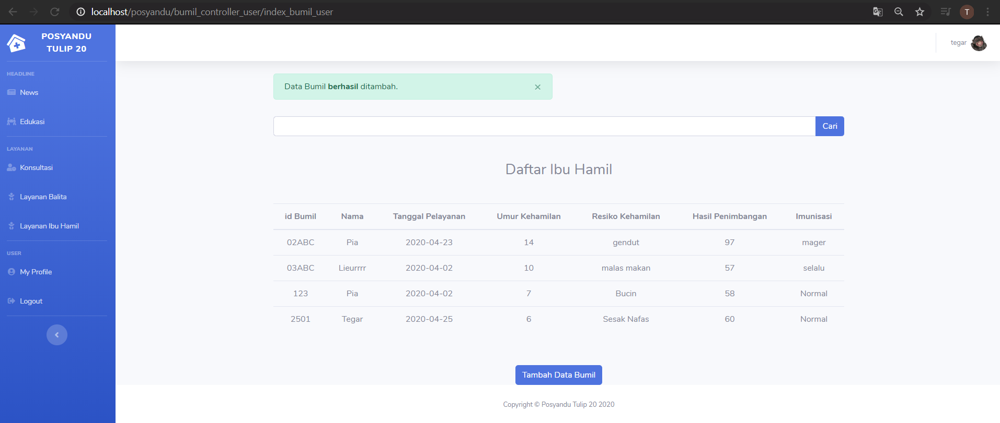 localhost/posyandu/bumil_controller_user/index_bumil_user
T
POSYANDU
TULIP 20
HEADLINE
News
Edukasi
LAYANAN
Konsultasi
Layanan Balita
Layanan Ibu Hamil
USER
My Profile
Logout
tegar
Data Bumil berhasil ditambah. ×
Cari
Daftar Ibu Hamil
id Bumil Nama Tanggal Pelayanan Umur Kehamilan Resiko Kehamilan Hasil Penimbangan Imunisasi
02ABC Pia 2020-04-23 14 gendut 97 mager
03ABC Lieurrrr 2020-04-02 10 malas makan 57 selalu
123 Pia 2020-04-02 7 Bucin 58 Normal
2501 Tegar 2020-04-25 6 Sesak Nafas 60 Normal
Tambah Data Bumil
Copyright © Posyandu Tulip 20 2020